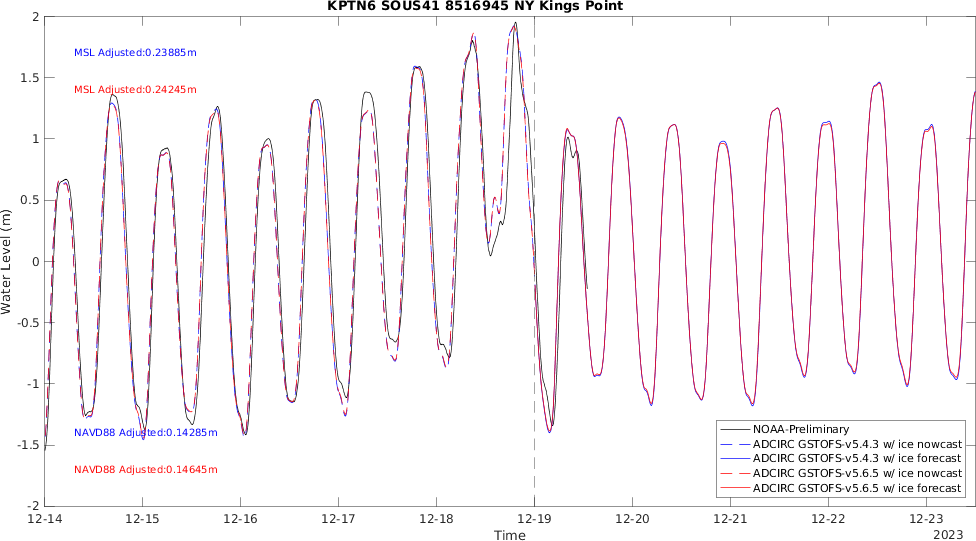 KPTN6 SOUS41 8516945 NY Kings Point
MSL Adjusted:0.23885m
MSL Adjusted:0.24245m
NAVD88 Adjusted:0.14285m
NAVD88 Adjusted:0.14645m
Water Level (m)
2
1.5
1
0.5
0
-0.5
-1
-1.5
-2
NOAA-Preliminary
ADCIRC GSTOFS-v5.4.3 w/ ice nowcast
ADCIRC GSTOFS-v5.4.3 w/ ice forecast
ADCIRC GSTOFS-v5.6.5 w/ ice nowcast
ADCIRC GSTOFS-v5.6.5 w/ ice forecast
12-14 12-15 12-16 12-17 12-18 12-19 12-20 12-21 12-22 12-23
Time
2023